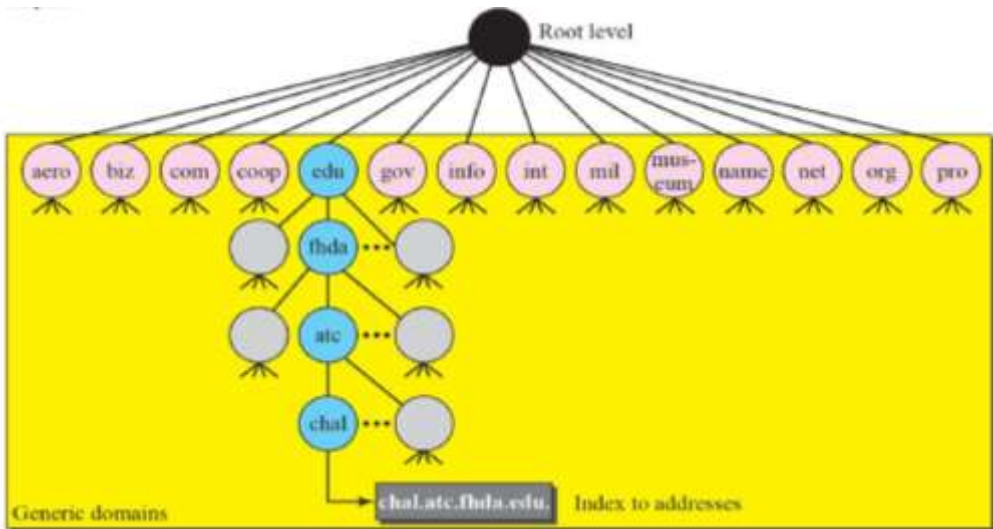 Root level
aero biz com coop edu gov info int mil mus-
eum name net org pro
fhda
atc
chal
chal.atc.fhda.edu.
Index to addresses
Generic domains